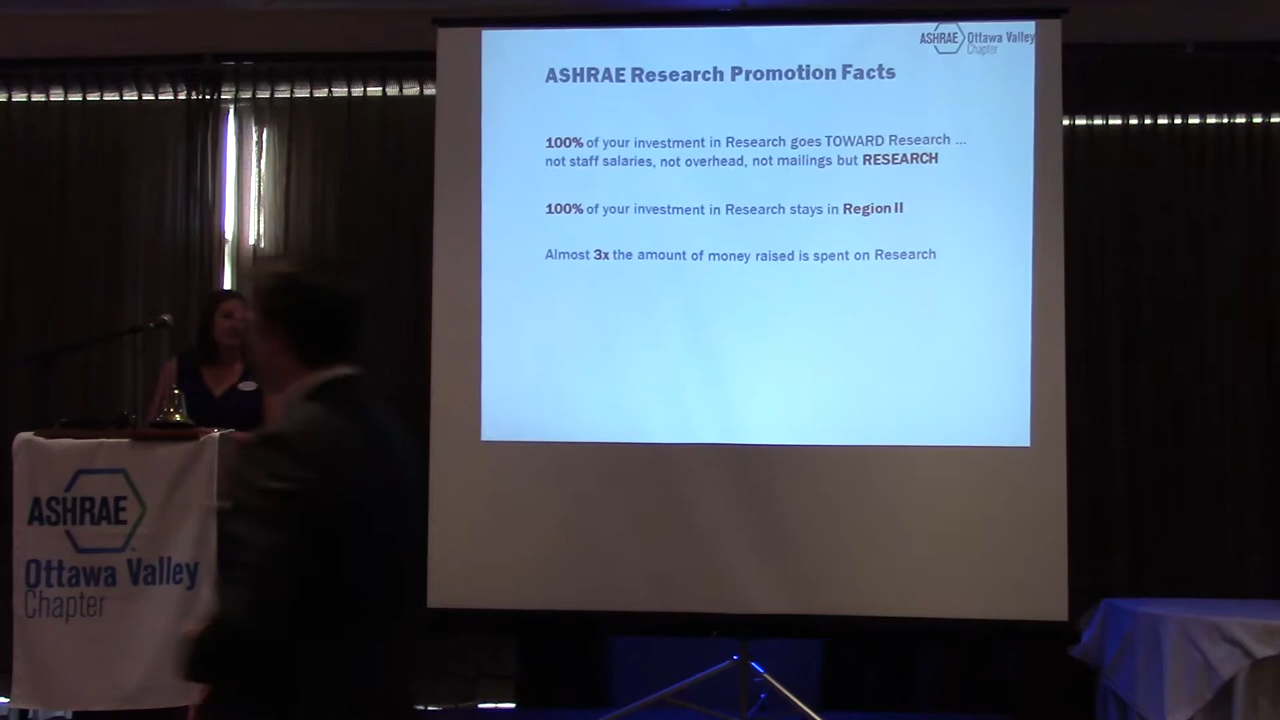 ASHRAE Ottawa Valley
Chapter
ASHRAE Research Promotion Facts
100% of your investment in Research goes TOWARD Research ...
not staff salaries, not overhead, not mailings but RESEARCH
100% of your investment in Research stays in Region II
Almost 3x the amount of money raised is spent on Research
ASHRAE
Ottawa Valley
Chapter